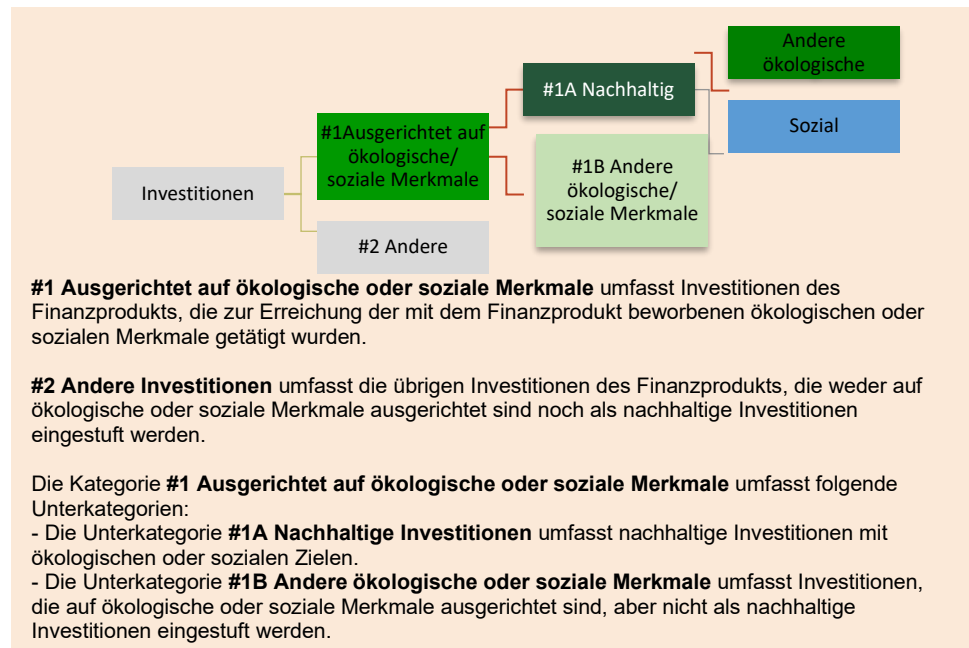 Andere
ökologische
#1A Nachhaltig
Sozial
#1Ausgerichtet auf
ökologische/
soziale Merkmale
#1B Andere
ökologische/
soziale Merkmale
Investitionen
#2 Andere
#1 Ausgerichtet auf ökologische oder soziale Merkmale umfasst Investitionen des
Finanzprodukts, die zur Erreichung der mit dem Finanzprodukt beworbenen ökologischen oder
sozialen Merkmale getätigt wurden.
#2 Andere Investitionen umfasst die übrigen Investitionen des Finanzprodukts, die weder auf
ökologische oder soziale Merkmale ausgerichtet sind noch als nachhaltige Investitionen
eingestuft werden.
Die Kategorie #1 Ausgerichtet auf ökologische oder soziale Merkmale umfasst folgende
Unterkategorien:
- Die Unterkategorie #1A Nachhaltige Investitionen umfasst nachhaltige Investitionen mit
ökologischen oder sozialen Zielen.
- Die Unterkategorie #1B Andere ökologische oder soziale Merkmale umfasst Investitionen,
die auf ökologische oder soziale Merkmale ausgerichtet sind, aber nicht als nachhaltige
Investitionen eingestuft werden.